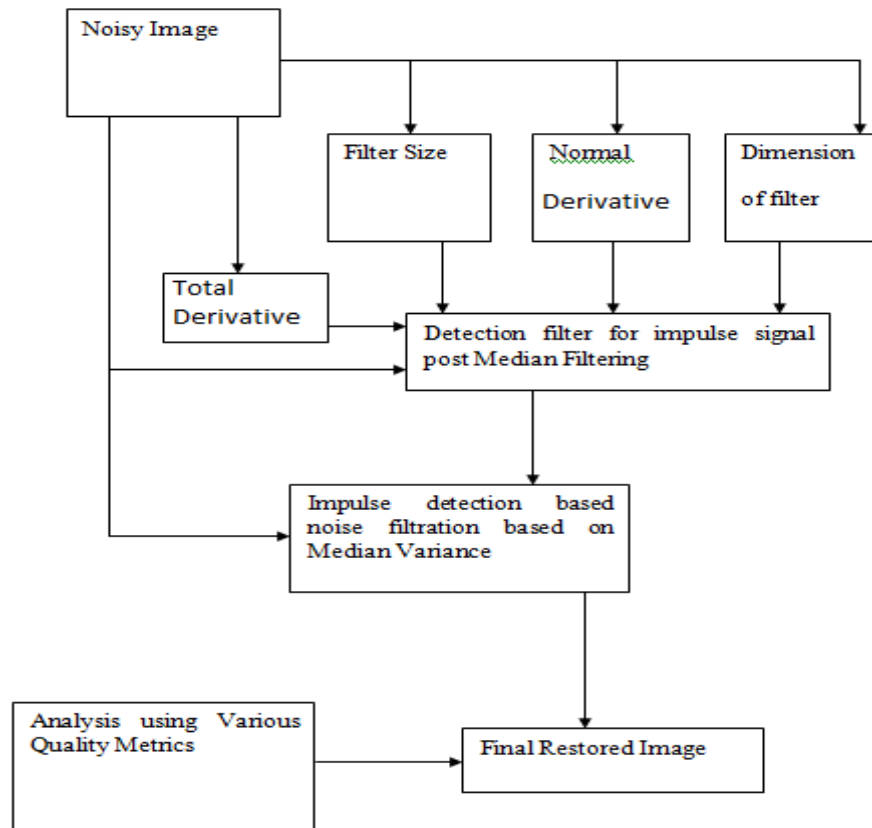 Noisy Image
Filter Size
Normal
Derivative
Dimension
of filter
Total
Derivative
Detection filter for impulse signal
post Median Filtering
Impulse detection based
noise filtration based on
Median Variance
Analysis using Various
Quality Metrics
Final Restored Image